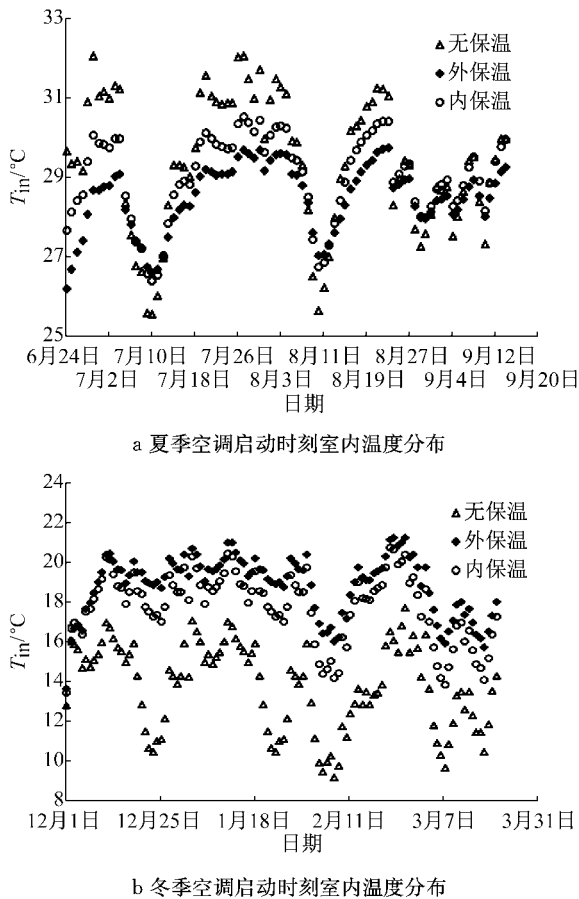 33
31
29
27
25
Tin/°C
无保温
外保温
内保温
6月24日 7月10日 7月26日 8月11日 8月27日 9月12日
7月2日 7月18日 8月3日 8月19日 9月4日 9月20日
日期
a 夏季空调启动时刻室内温度分布
24
22
20
18
16
14
12
10
8
Tin/°C
无保温
外保温
内保温
12月1日 12月25日 1月18日 2月11日 3月7日 3月31日
日期
b 冬季空调启动时刻室内温度分布